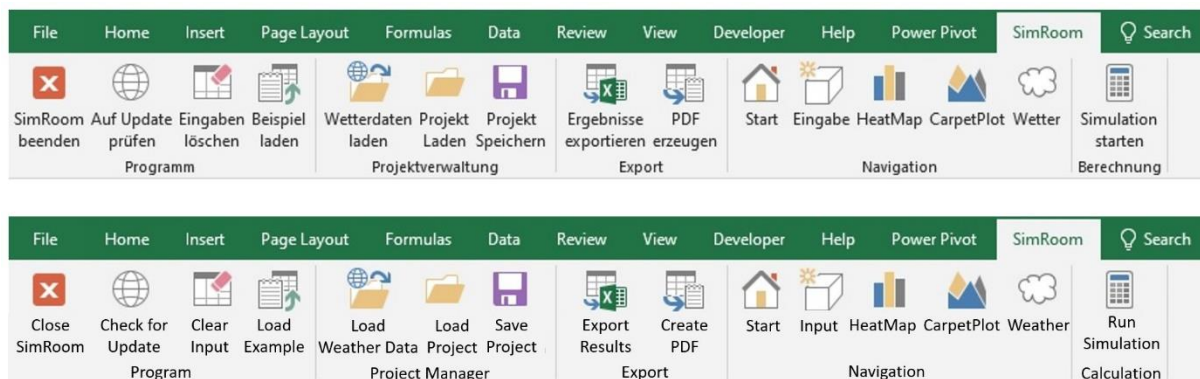 File Home Insert Page Layout Formulas Data Review View Developer Help Power Pivot SimRoom Search
SimRoom Auf Update Eingaben Beispiel Wetterdaten Projekt Projekt Ergebnisse PDF Start Eingabe HeatMap CarpetPlot Wetter Simulation
beenden prüfen löschen laden laden Laden Speichern exportieren erzeugen starten
Programm Projektverwaltung Export Navigation Berechnung
File Home Insert Page Layout Formulas Data Review View Developer Help Power Pivot SimRoom Search
Close Check for Clear Load Load Load Save Export Create Start Input HeatMap CarpetPlot Weather Run
SimRoom Update Input Example Weather Data Project Project Results PDF Simulation
Program Project Manager Export Navigation Calculation